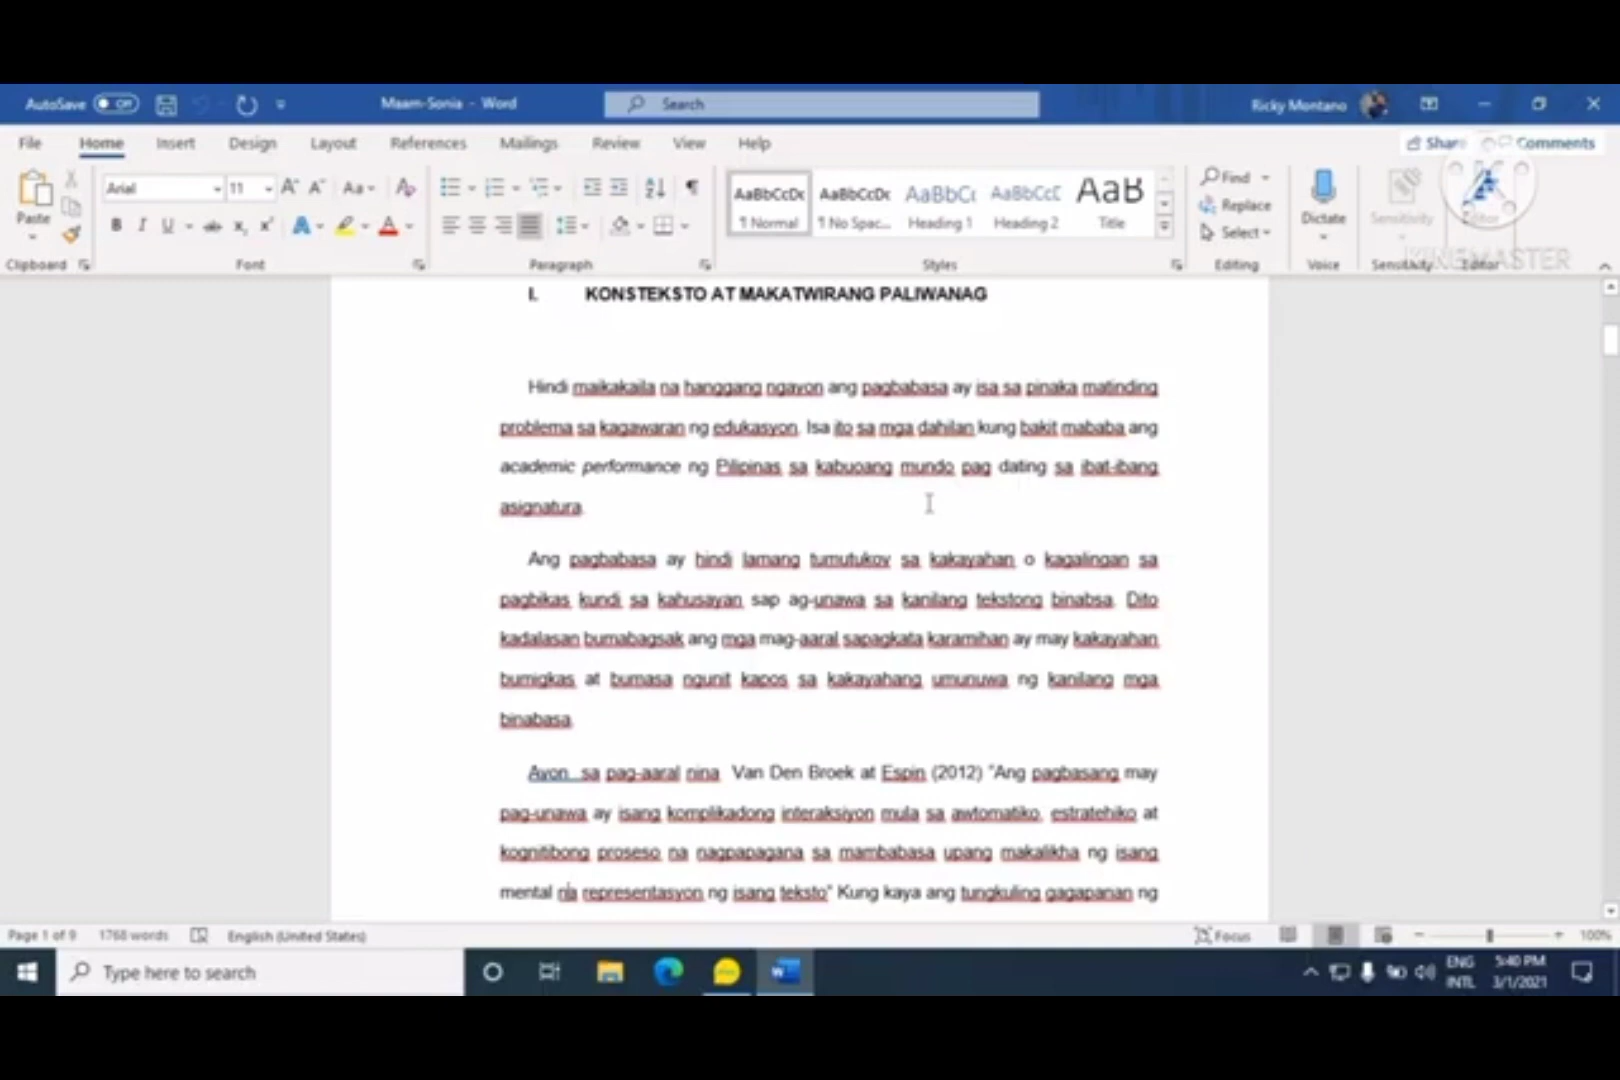 AutoSave Off Maam-Sonia - Word Search Ricky Montano
File Home Insert Design Layout References Mailings Review View Help Share Comments
Paste Arial 11 Aa AaBbCcDc AaBbCcDc AaBbCc AaBbCcC AaB Find Replace Select Dictate Sensitivity Editor
¶ Normal ¶ No Spac... Heading 1 Heading 2 Title
KINEMASTER
Clipboard Font Paragraph Styles Editing Voice Sensitivity Editor
I. KONSTEKSTO AT MAKATWIRANG PALIWANAG
Hindi maikakaila na hanggang ngayon ang pagbabasa ay isa sa pinaka matinding
problema sa kagawaran ng edukasyon. Isa ito sa mga dahilan kung bakit mababa ang
academic performance ng Pilipinas sa kabuoang mundo pag dating sa ibat-ibang
asignatura.
Ang pagbabasa ay hindi lamang tumutukoy sa kakayahan o kagalingan sa
pagbikas kundi sa kahusayan sap ag-unawa sa kanilang tekstong binabsa. Dito
kadalasan bumabagsak ang mga mag-aaral sapagkata karamihan ay may kakayahan
bumigkas at bumasa ngunit kapos sa kakayahang umunuwa ng kanilang mga
binabasa.
Ayon sa pag-aaral nina Van Den Broek at Espin (2012) "Ang pagbasang may
pag-unawa ay isang komplikadong interaksiyon mula sa awtomatiko, estratehiko at
kognitibong proseso na nagpapagana sa mambabasa upang makalikha ng isang
mental na representasyon ng isang teksto" Kung kaya ang tungkuling gagapanan ng
Page 1 of 9 1768 words English (United States) Focus 100%
Type here to search ENG 5:40 PM
INTL 3/1/2021